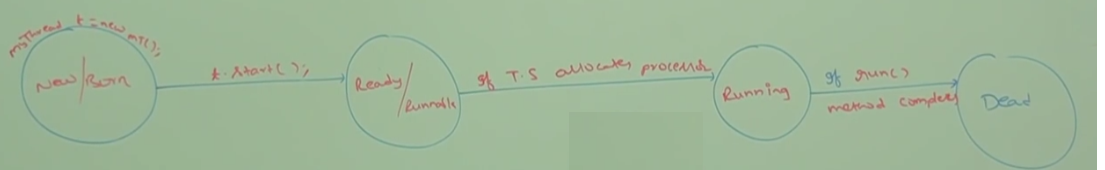 MyThread t = new MT();
New/Born
t.start();
Ready/
Runnable
If T.S allocates processor
Running
If run()
method completes
Dead